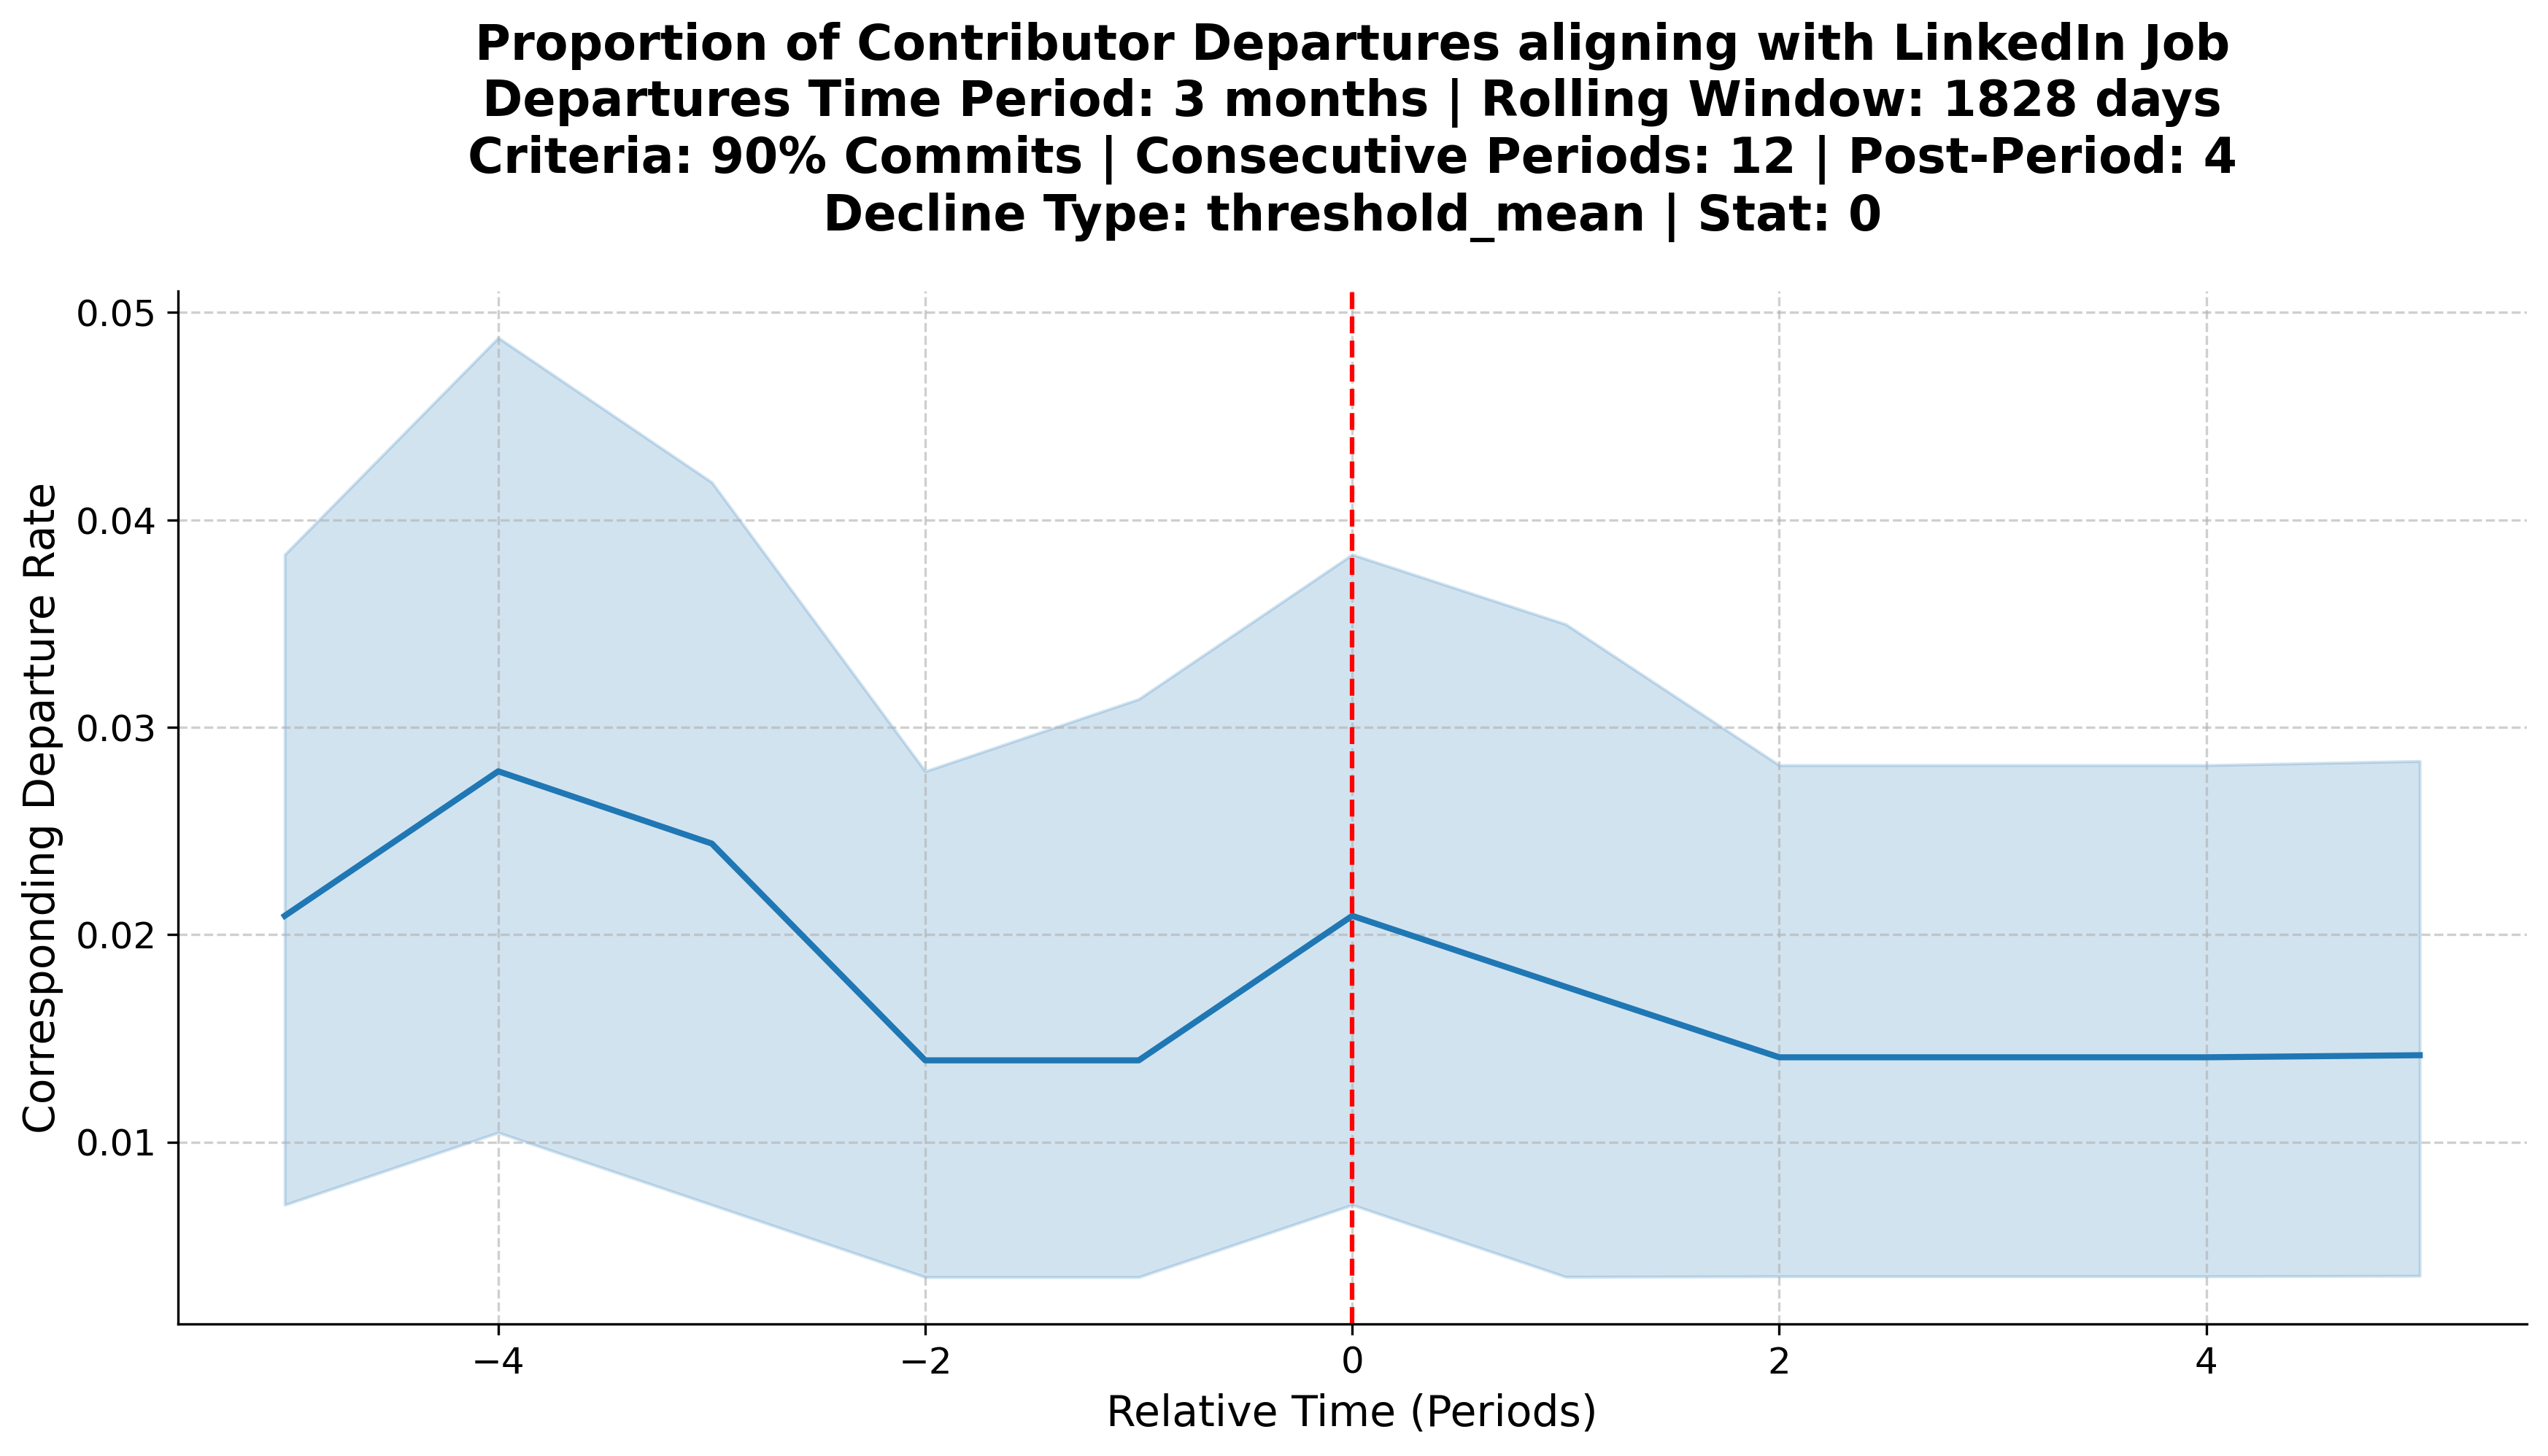 Proportion of Contributor Departures aligning with LinkedIn Job
Departures Time Period: 3 months | Rolling Window: 1828 days
Criteria: 90% Commits | Consecutive Periods: 12 | Post-Period: 4
Decline Type: threshold_mean | Stat: 0
Corresponding Departure Rate
0.05
0.04
0.03
0.02
0.01
−4
−2
0
2
4
Relative Time (Periods)